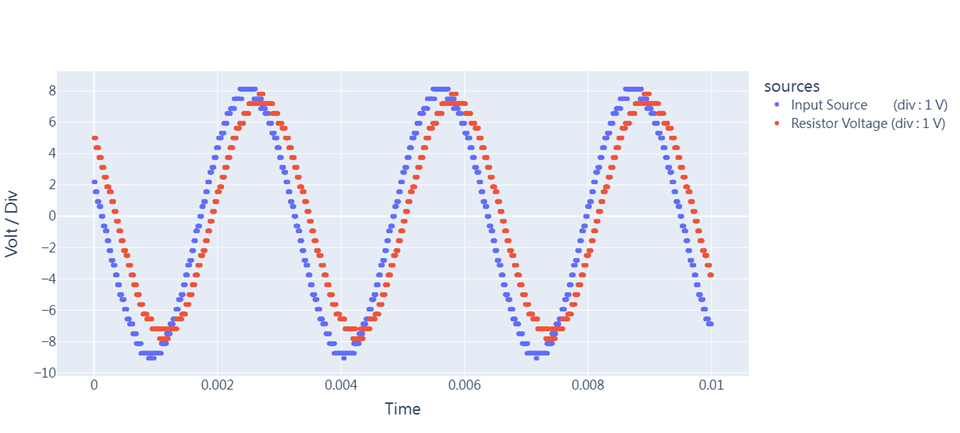 sources
Input Source (div : 1 V)
Resistor Voltage (div : 1 V)
Volt / Div
8
6
4
2
0
−2
−4
−6
−8
−10
0 0.002 0.004 0.006 0.008 0.01
Time